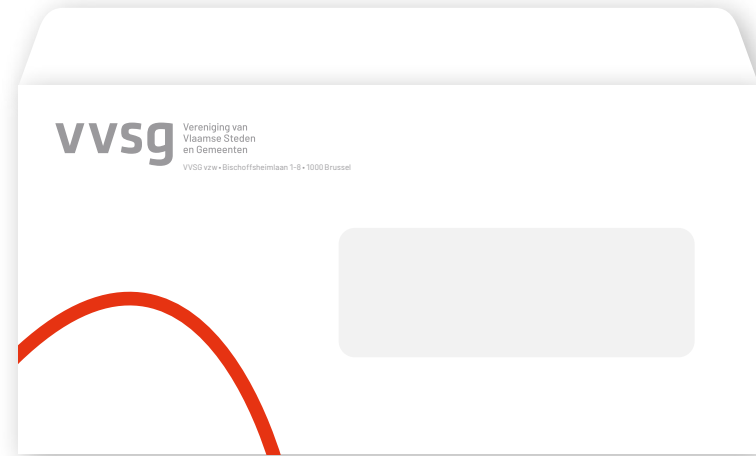 vvsg
Vereniging van
Vlaamse Steden
en Gemeenten
VVSG vzw • Bischoffsheimlaan 1-8 • 1000 Brussel